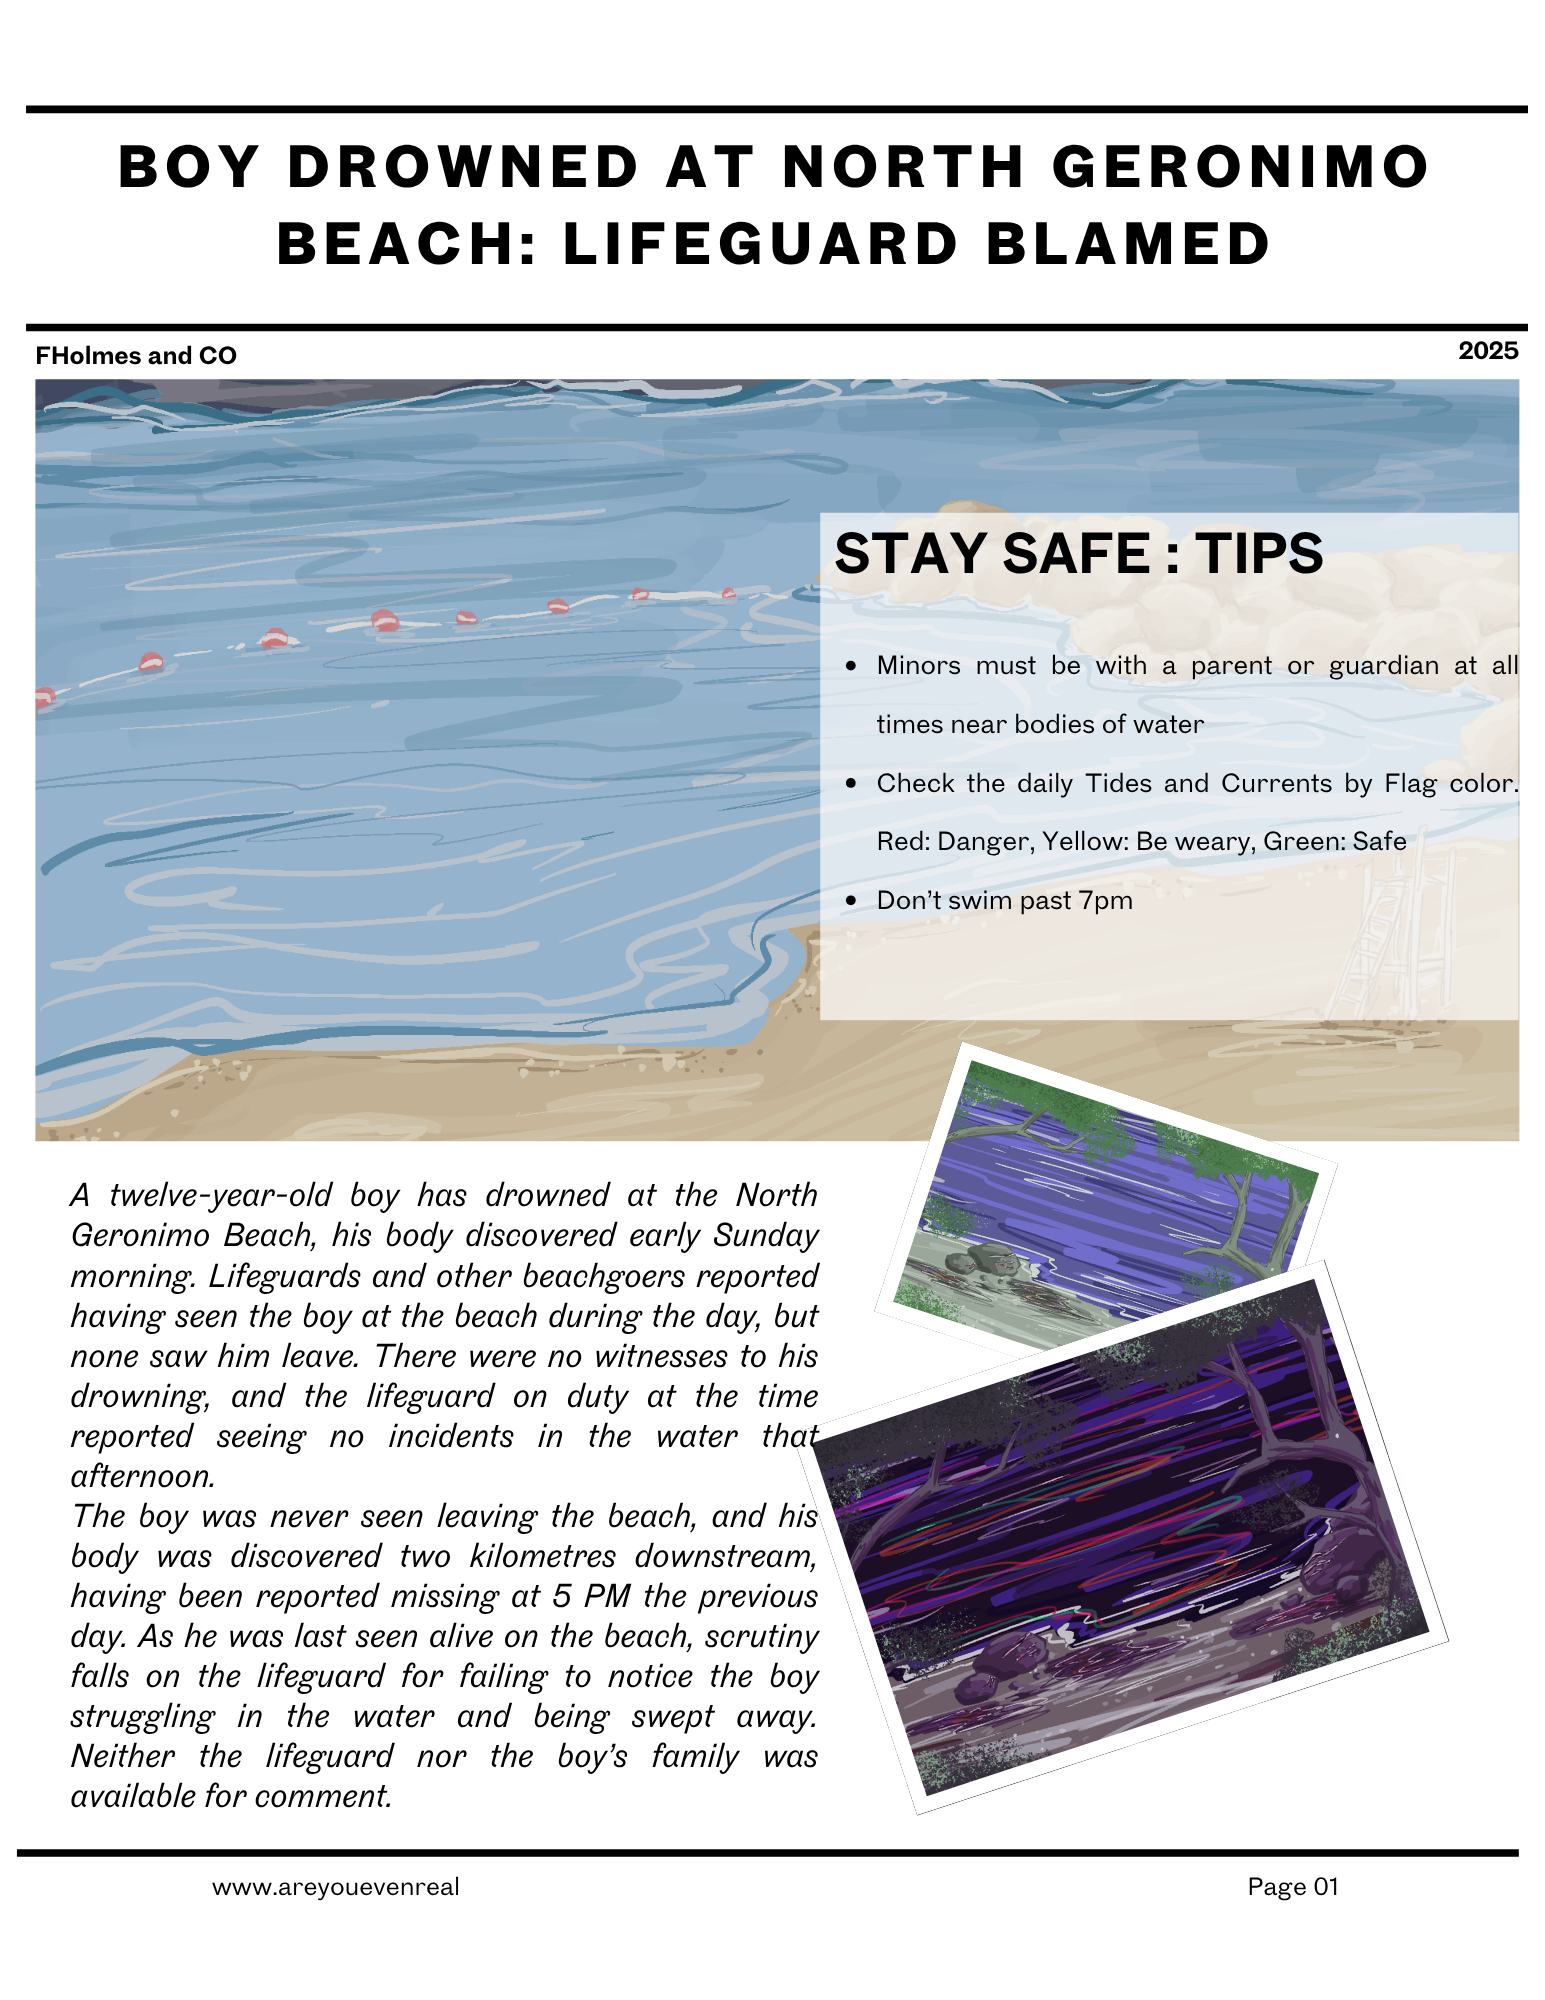 BOY DROWNED AT NORTH GERONIMO
BEACH: LIFEGUARD BLAMED
FHolmes and CO
2025
STAY SAFE : TIPS
• Minors must be with a parent or guardian at all
times near bodies of water
• Check the daily Tides and Currents by Flag color.
Red: Danger, Yellow: Be weary, Green: Safe
• Don’t swim past 7pm
A twelve-year-old boy has drowned at the North
Geronimo Beach, his body discovered early Sunday
morning. Lifeguards and other beachgoers reported
having seen the boy at the beach during the day, but
none saw him leave. There were no witnesses to his
drowning, and the lifeguard on duty at the time
reported seeing no incidents in the water that
afternoon.
The boy was never seen leaving the beach, and his
body was discovered two kilometres downstream,
having been reported missing at 5 PM the previous
day. As he was last seen alive on the beach, scrutiny
falls on the lifeguard for failing to notice the boy
struggling in the water and being swept away.
Neither the lifeguard nor the boy’s family was
available for comment.
www.areyouevenreal
Page 01